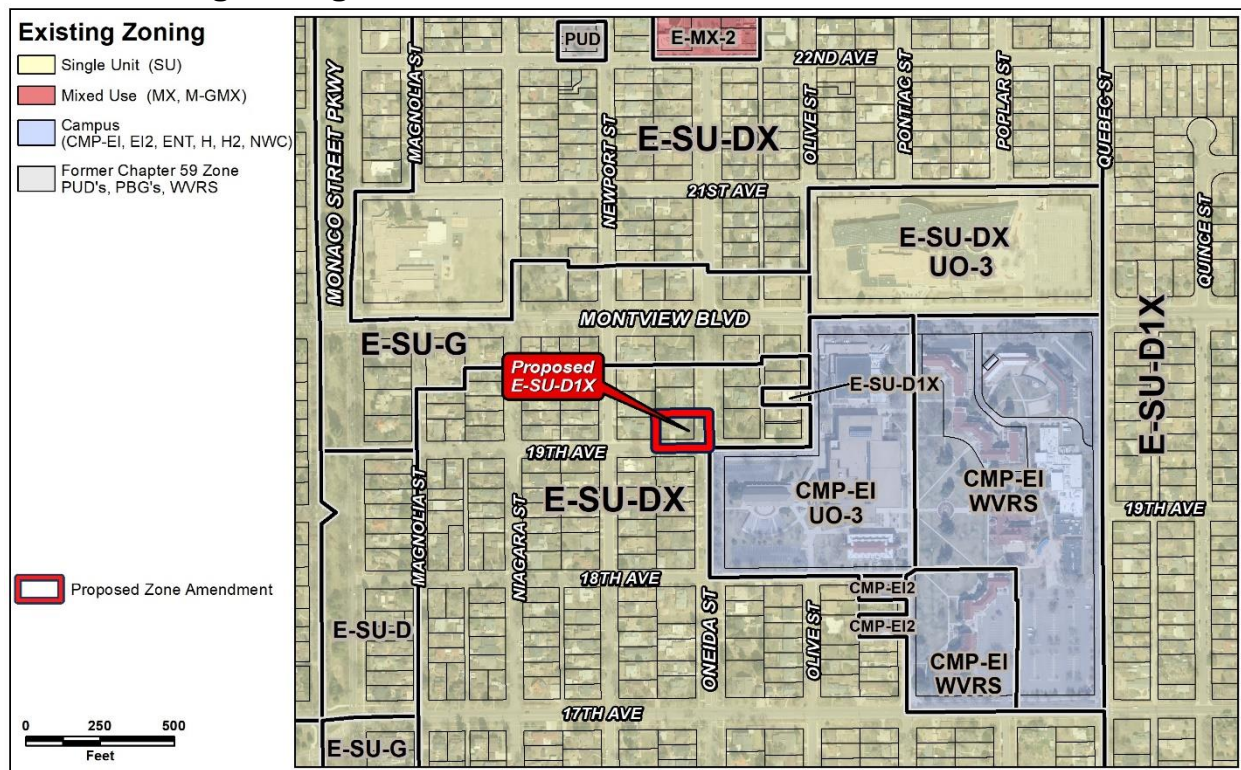 Existing Zoning
Single Unit (SU)
Mixed Use (MX, M-GMX)
Campus
(CMP-EI, EI2, ENT, H, H2, NWC)
Former Chapter 59 Zone
PUD's, PBG's, WVRS
Proposed Zone Amendment
0 250 500
Feet
PUD
E-MX-2
22ND AVE
MONACO STREET PKWY
MAGNOLIA ST
NEWPORT ST
E-SU-DX
OLIVE ST
PONTIAC ST
POPLAR ST
QUEBEC ST
QUINCE ST
21ST AVE
E-SU-DX
UO-3
MONTVIEW BLVD
E-SU-G
Proposed
E-SU-D1X
E-SU-D1X
E-SU-D1X
19TH AVE
CMP-EI
UO-3
CMP-EI
WVRS
19TH AVE
E-SU-DX
MAGNOLIA ST
NIAGARA ST
18TH AVE
ONEIDA ST
OLIVE ST
CMP-EI2
CMP-EI2
E-SU-D
CMP-EI
WVRS
17TH AVE
E-SU-G